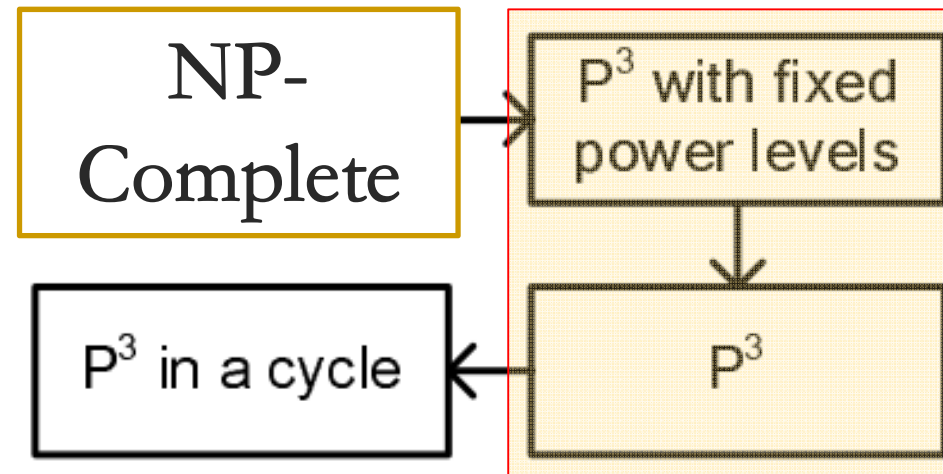 NP-
Complete
P³ with fixed
power levels
P³ in a cycle
P³